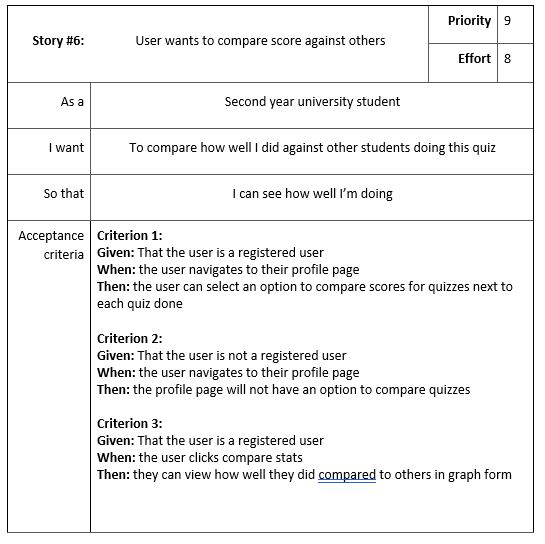 Story #6:
User wants to compare score against others
Priority 9
Effort 8
As a
Second year university student
I want
To compare how well I did against other students doing this quiz
So that
I can see how well I’m doing
Acceptance
criteria
Criterion 1:
Given: That the user is a registered user
When: the user navigates to their profile page
Then: the user can select an option to compare scores for quizzes next to
each quiz done
Criterion 2:
Given: That the user is not a registered user
When: the user navigates to their profile page
Then: the profile page will not have an option to compare quizzes
Criterion 3
Given: That the user is a registered user
When: the user clicks compare stats
Then: they can view how well they did compared to others in graph form